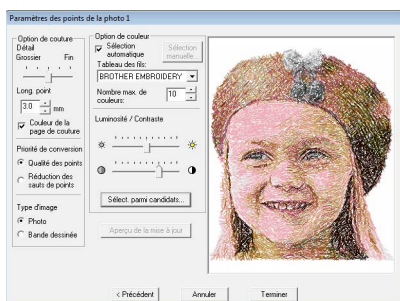 Paramètres des points de la photo 1
Option de couture
Détail
Grossier Fin
Long. point
3.0 mm
Couleur de la
page de couture
Priorité de conversion
Qualité des points
Réduction des
sauts de points
Type d'image
Photo
Bande dessinée
Option de couleur
Sélection
automatique
Sélection
manuelle...
Tableau des fils:
BROTHER EMBROIDERY
Nombre max. de
couleurs:
10
Luminosité / Contraste
Sélect. parmi candidats...
Aperçu de la mise à jour
< Précédent
Annuler
Terminer